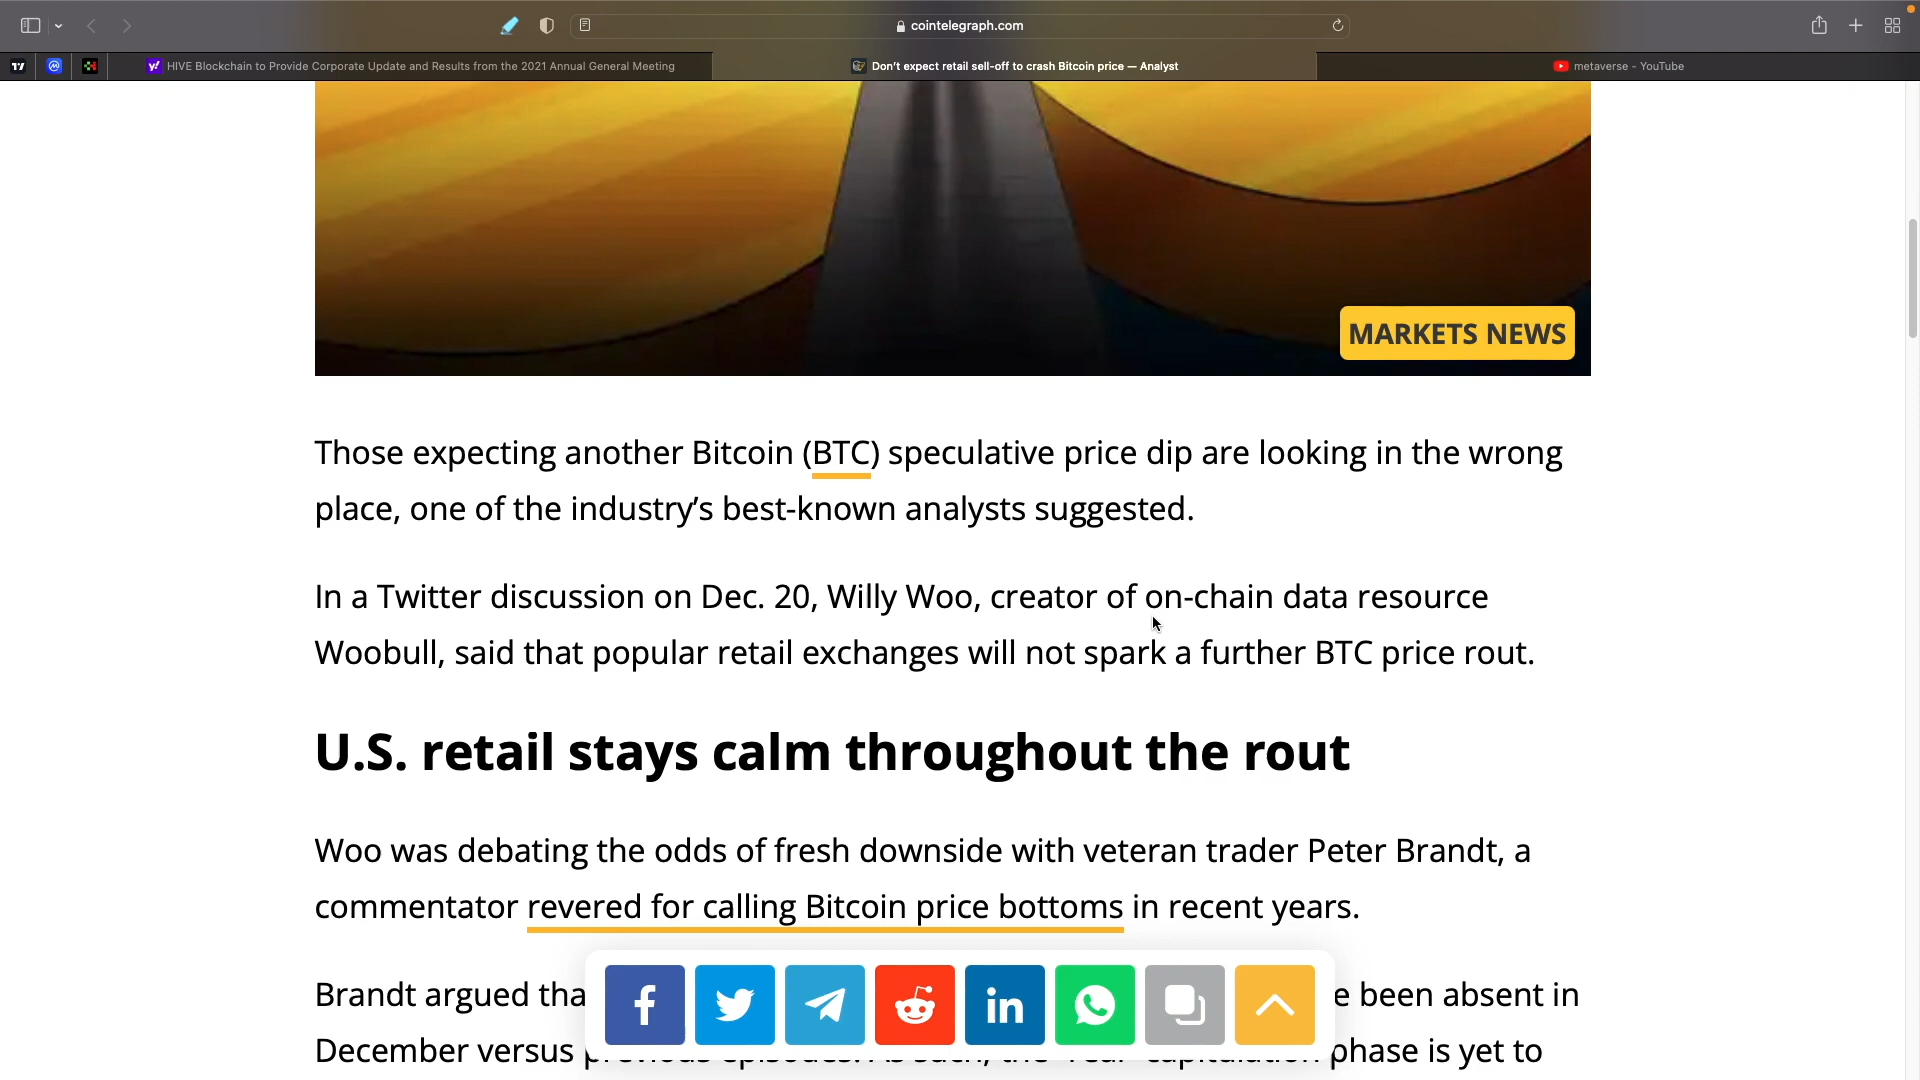 cointelegraph.com
HIVE Blockchain to Provide Corporate Update and Results from the 2021 Annual General Meeting
Don't expect retail sell-off to crash Bitcoin price — Analyst
metaverse - YouTube
MARKETS NEWS
Those expecting another Bitcoin (BTC) speculative price dip are looking in the wrong
place, one of the industry's best-known analysts suggested.
In a Twitter discussion on Dec. 20, Willy Woo, creator of on-chain data resource
Woobull, said that popular retail exchanges will not spark a further BTC price rout.
U.S. retail stays calm throughout the rout
Woo was debating the odds of fresh downside with veteran trader Peter Brandt, a
commentator revered for calling Bitcoin price bottoms in recent years.
Brandt argued tha e been absent in
December versus phase is yet to